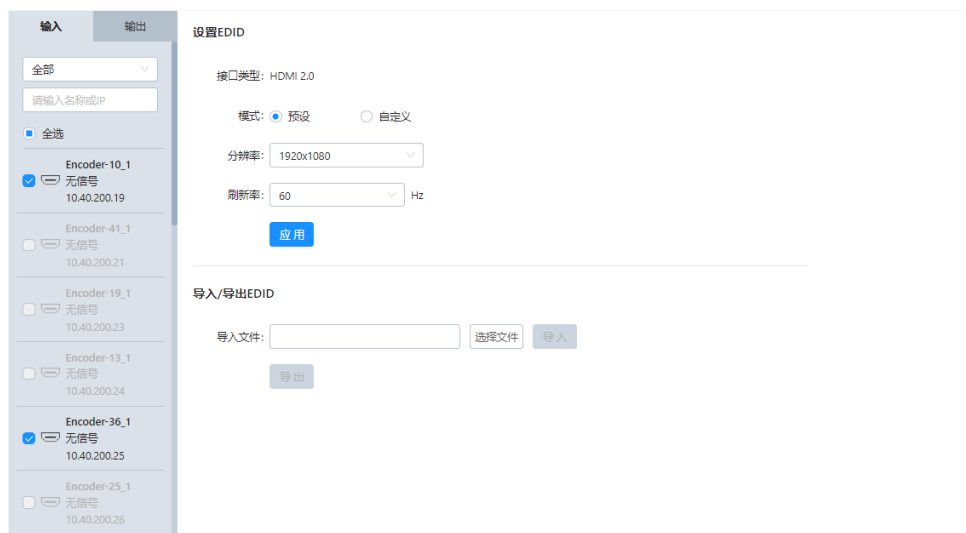 输入 输出
全部
请输入名称或IP
全选
Encoder-10_1
无信号
10.40.200.19
Encoder-41_1
无信号
10.40.200.21
Encoder-19_1
无信号
10.40.200.23
Encoder-13_1
无信号
10.40.200.24
Encoder-36_1
无信号
10.40.200.25
Encoder-25_1
无信号
10.40.200.26
设置EDID
接口类型: HDMI 2.0
模式: 预设 自定义
分辨率: 1920x1080
刷新率: 60 Hz
应用
导入/导出EDID
导入文件: 选择文件 导入
导出